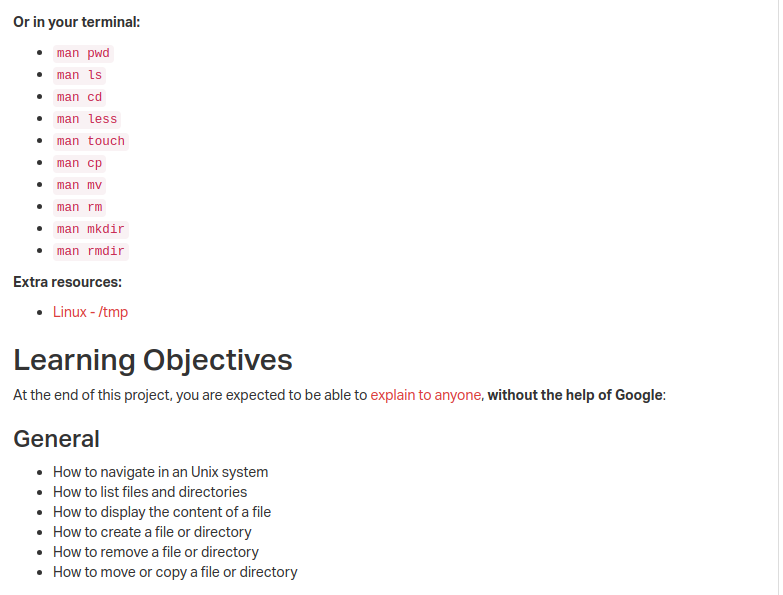 Or in your terminal:
man pwd
man ls
man cd
man less
man touch
man cp
man mv
man rm
man mkdir
man rmdir
Extra resources:
Linux - /tmp
Learning Objectives
At the end of this project, you are expected to be able to explain to anyone, without the help of Google:
General
How to navigate in an Unix system
How to list files and directories
How to display the content of a file
How to create a file or directory
How to remove a file or directory
How to move or copy a file or directory